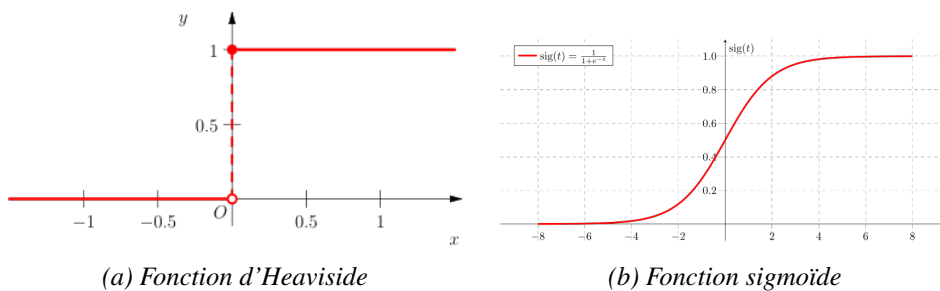 y
1
0.5
O
−1
−0.5
0.5
1
x
(a) Fonction d'Heaviside
sig(t) = 1/(1+e^{−t})
sig(t)
1.0
0.8
0.6
0.4
0.2
−8
−6
−4
−2
2
4
6
8
(b) Fonction sigmoïde